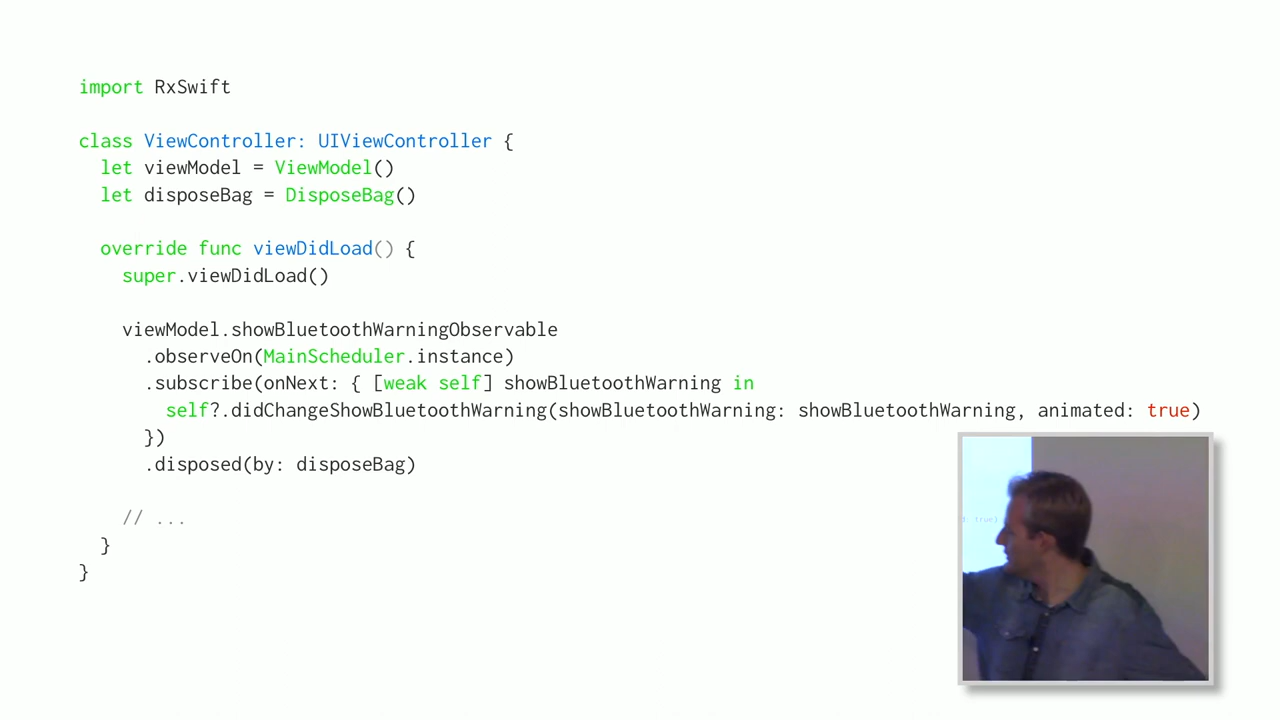 import RxSwift
class ViewController: UIViewController {
let viewModel = ViewModel()
let disposeBag = DisposeBag()
override func viewDidLoad() {
super.viewDidLoad()
viewModel.showBluetoothWarningObservable
.observeOn(MainScheduler.instance)
.subscribe(onNext: { [weak self] showBluetoothWarning in
self?.didChangeShowBluetoothWarning(showBluetoothWarning: showBluetoothWarning, animated: true)
})
.disposed(by: disposeBag)
// ...
}
}
true)